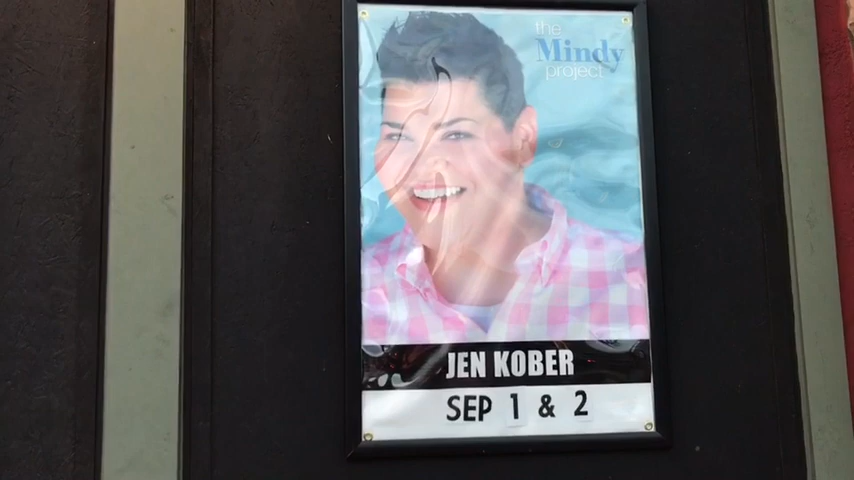 the
Mindy
project
JEN KOBER
SEP 1 & 2